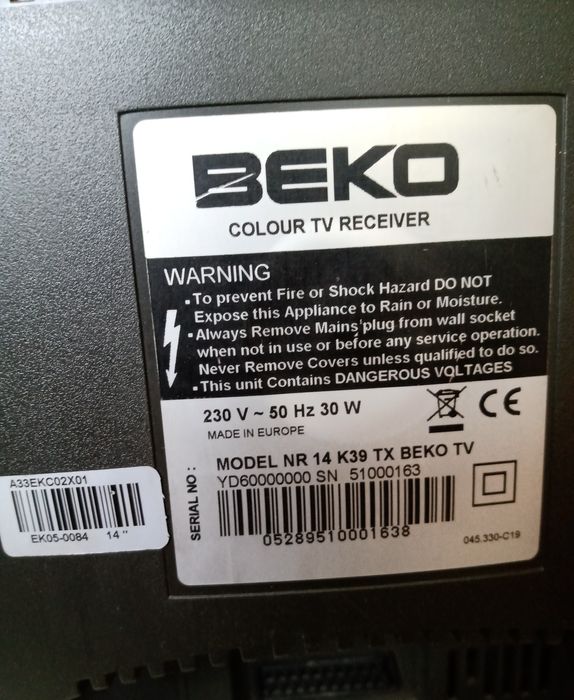 BEKO
COLOUR TV RECEIVER
WARNING
▪To prevent Fire or Shock Hazard DO NOT
Expose this Appliance to Rain or Moisture.
▪Always Remove Mains plug from wall socket
when not in use or before any service operation.
Never Remove Covers unless qualified to do so.
▪This unit Contains DANGEROUS VOLTAGES
230 V ~ 50 Hz 30 W
CE
MADE IN EUROPE
SERIAL NO :
MODEL NR 14 K39 TX BEKO TV
YD60000000 SN 51000163
05289510001638
045.330-C19
A33EKC02X01
EK05-0084 14"